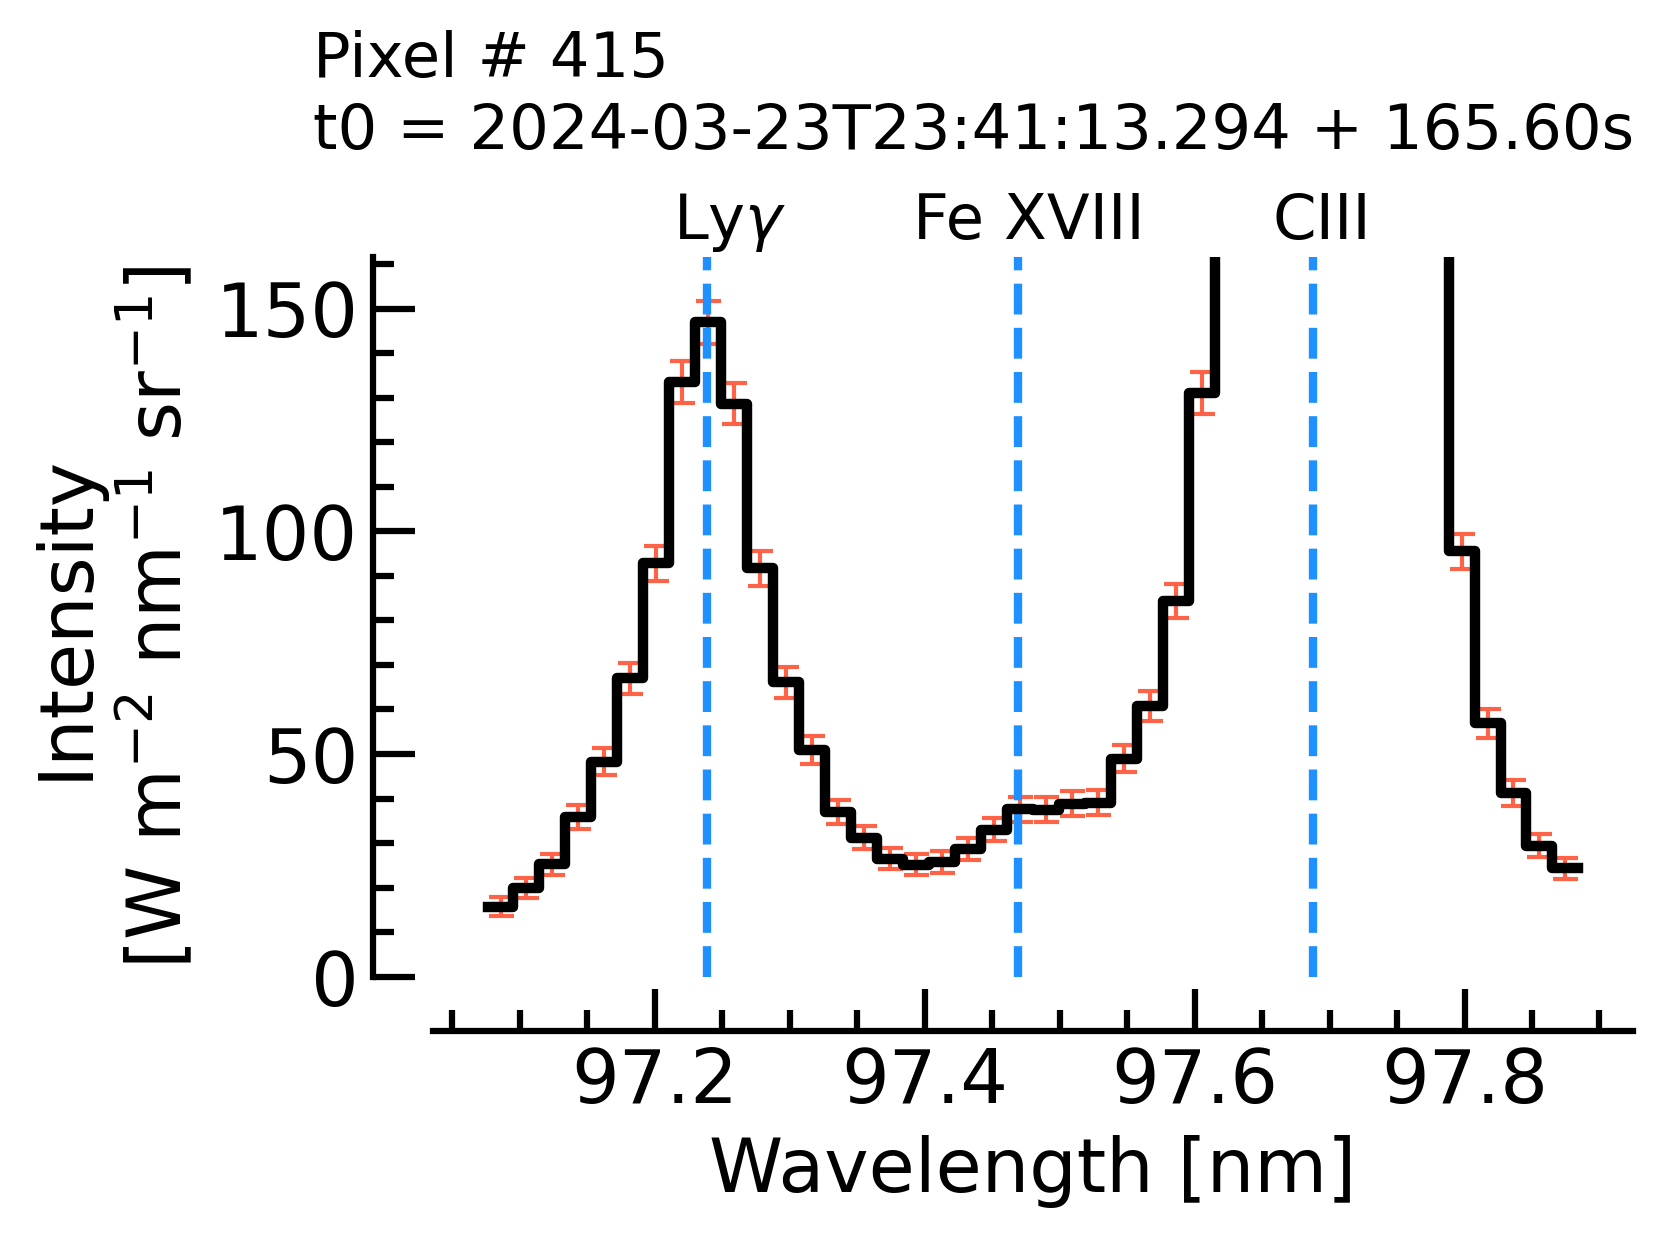 Pixel # 415
t0 = 2024-03-23T23:41:13.294 + 165.60s
Lyγ Fe XVIII CIII
Intensity
[W m⁻² nm⁻¹ sr⁻¹]
150
100
50
0
97.2 97.4 97.6 97.8
Wavelength [nm]